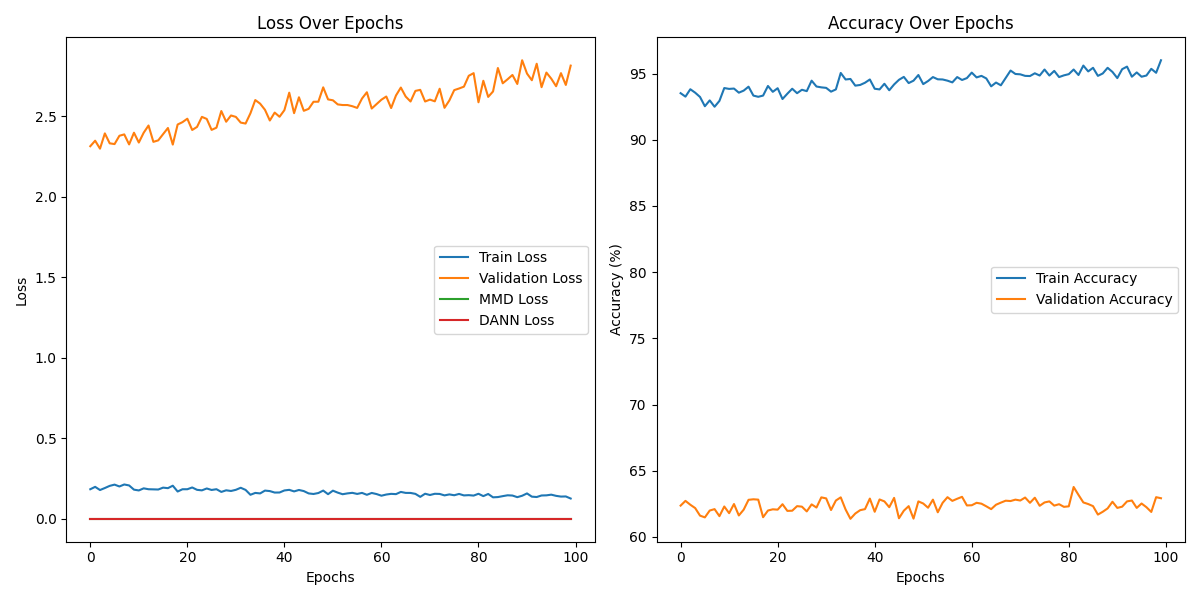 Loss Over Epochs
Loss
2.5
2.0
1.5
1.0
0.5
0.0
0 20 40 60 80 100
Epochs
Train Loss
Validation Loss
MMD Loss
DANN Loss
Accuracy Over Epochs
Accuracy (%)
95
90
85
80
75
70
65
60
0 20 40 60 80 100
Epochs
Train Accuracy
Validation Accuracy